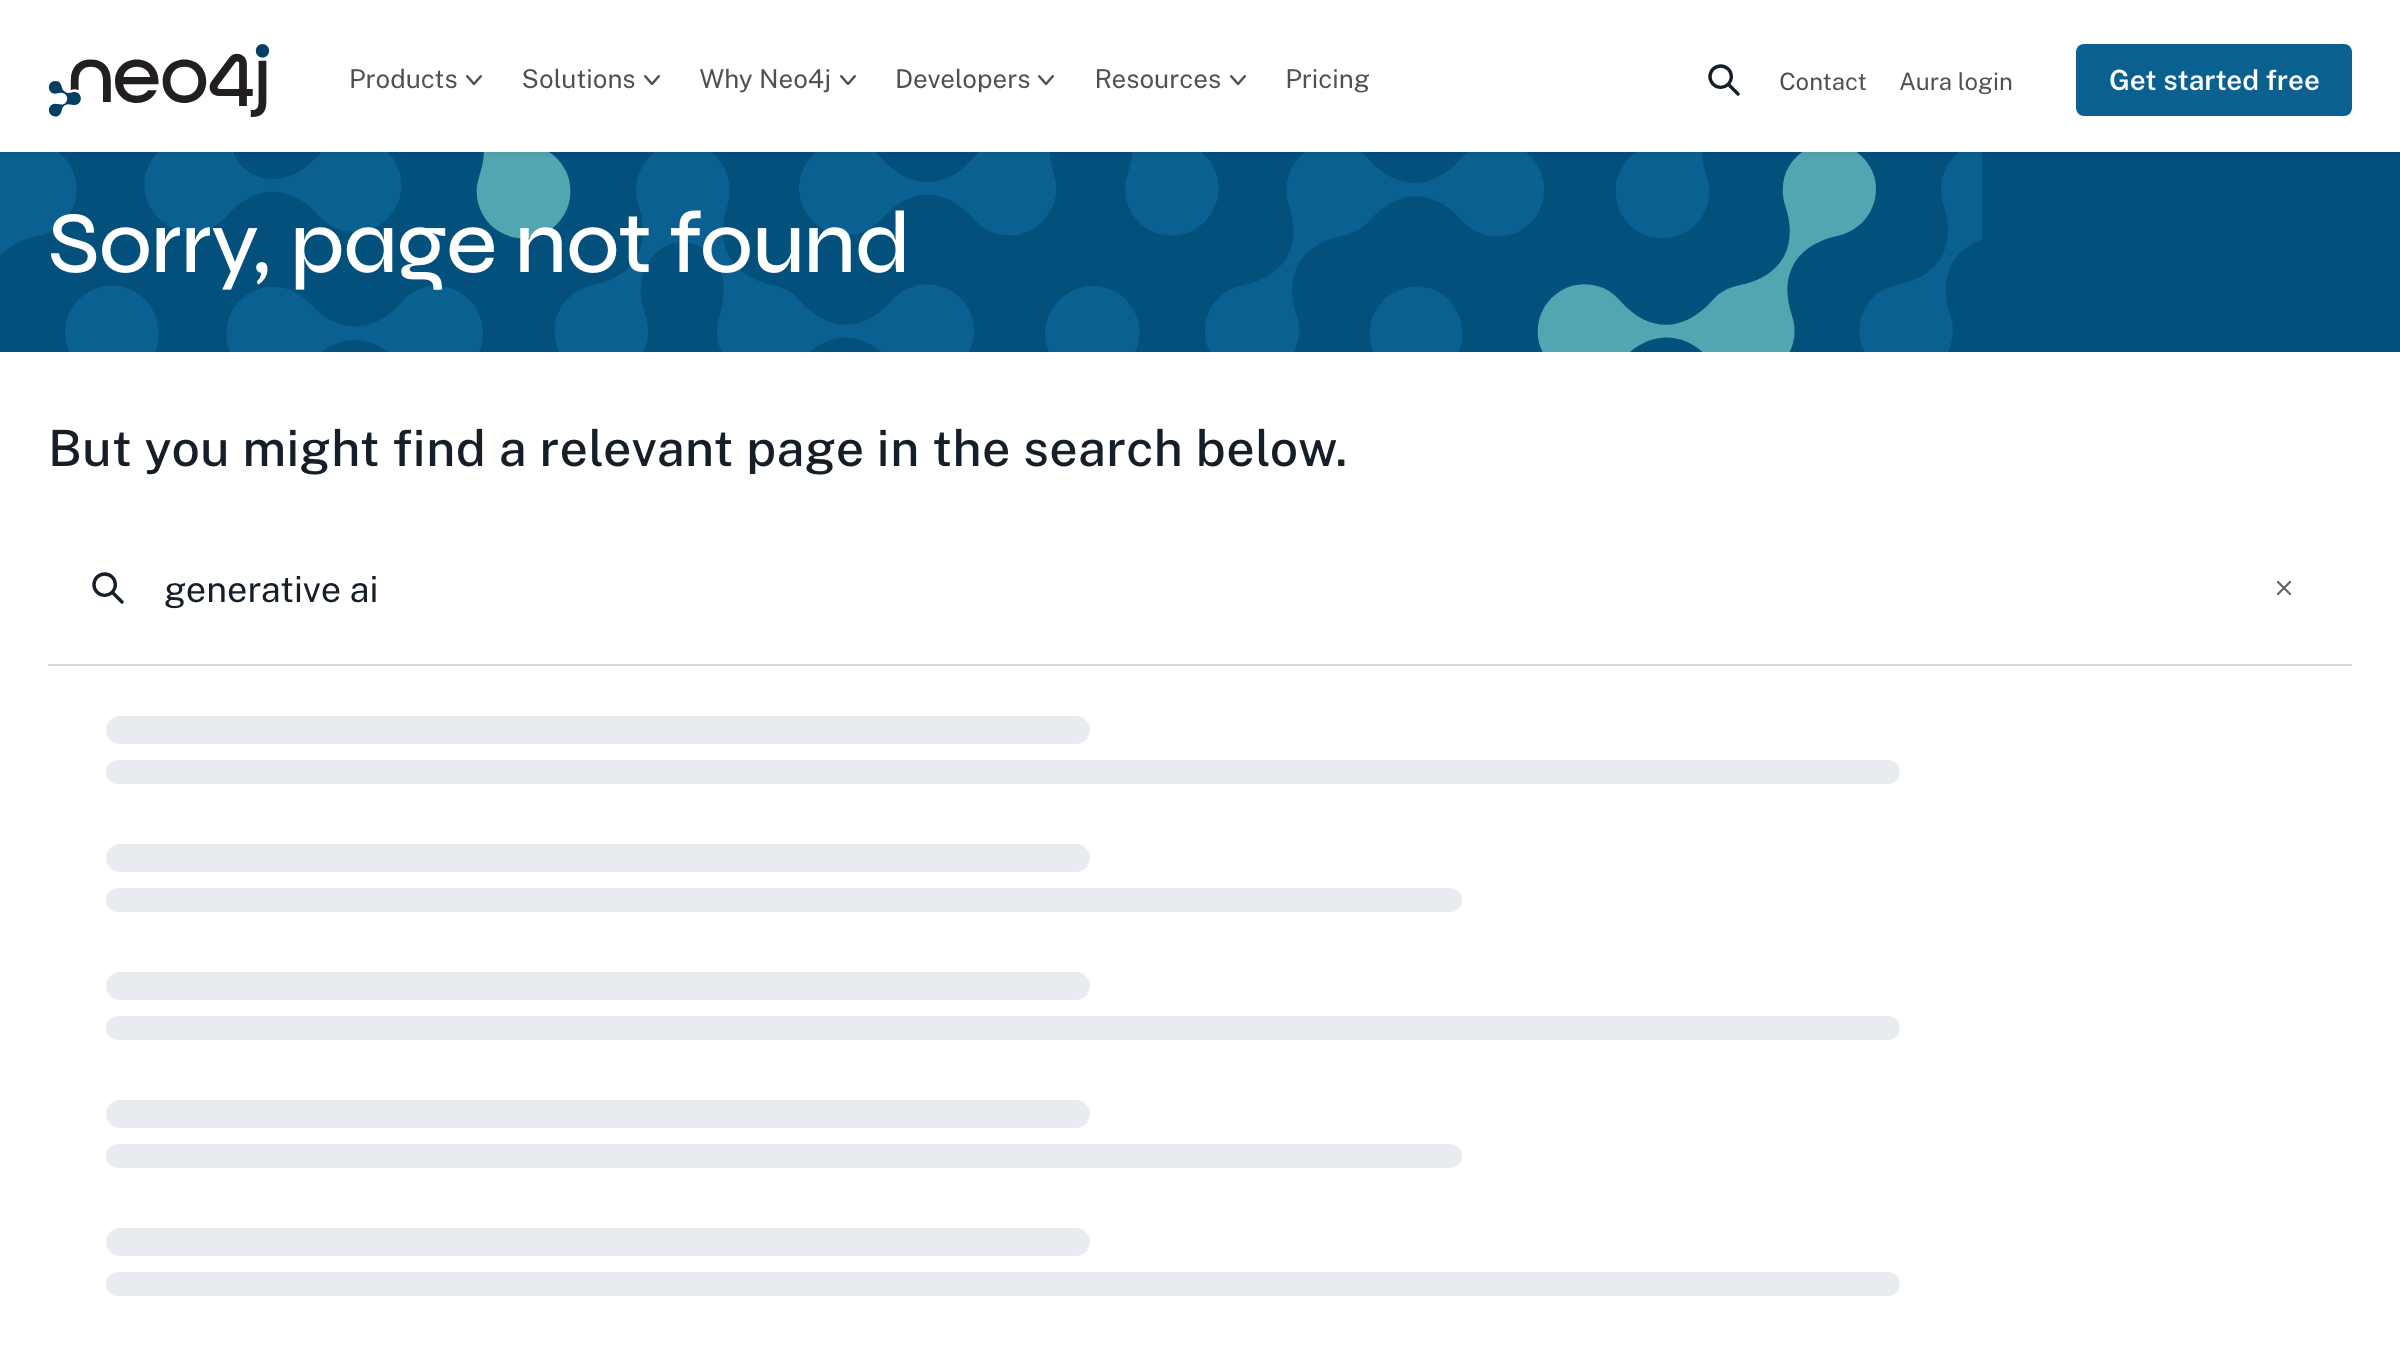 neo4j
Products Solutions Why Neo4j Developers Resources Pricing Contact Aura login Get started free
Sorry, page not found
But you might find a relevant page in the search below.
generative ai